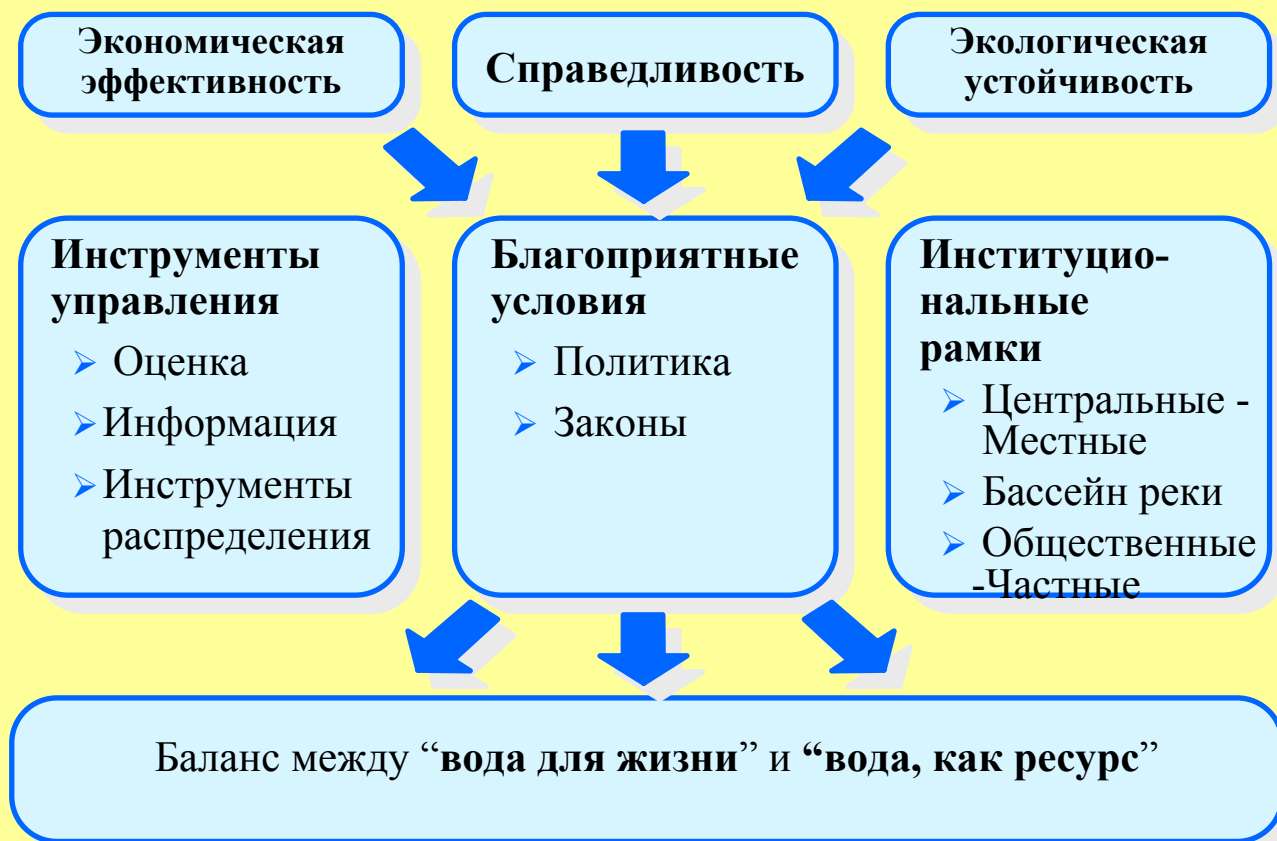 Экономическая
эффективность
Справедливость
Экологическая
устойчивость
Инструменты
управления
➢ Оценка
➢Информация
➢Инструменты
распределения
Благоприятные
условия
➢ Политика
➢ Законы
Институцио-
нальные
рамки
➢ Центральные -
Местные
➢ Бассейн реки
➢ Общественные
-Частные
Баланс между “вода для жизни” и “вода, как ресурс”